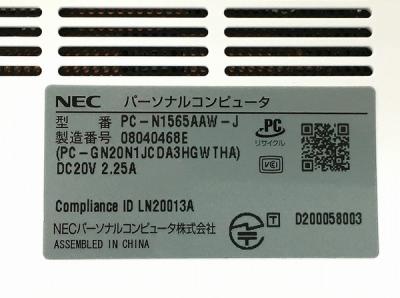 NEC パーソナルコンピュータ
型 番 PC-N1565AAW-J
製造番号 08040468E
(PC-GN20N1JCDA3HGWTHA)
DC20V 2.25A
PC
リサイクル
VCI
Compliance ID LN20013A
NECパーソナルコンピュータ株式会社
ASSEMBLED IN CHINA
T
D200058003